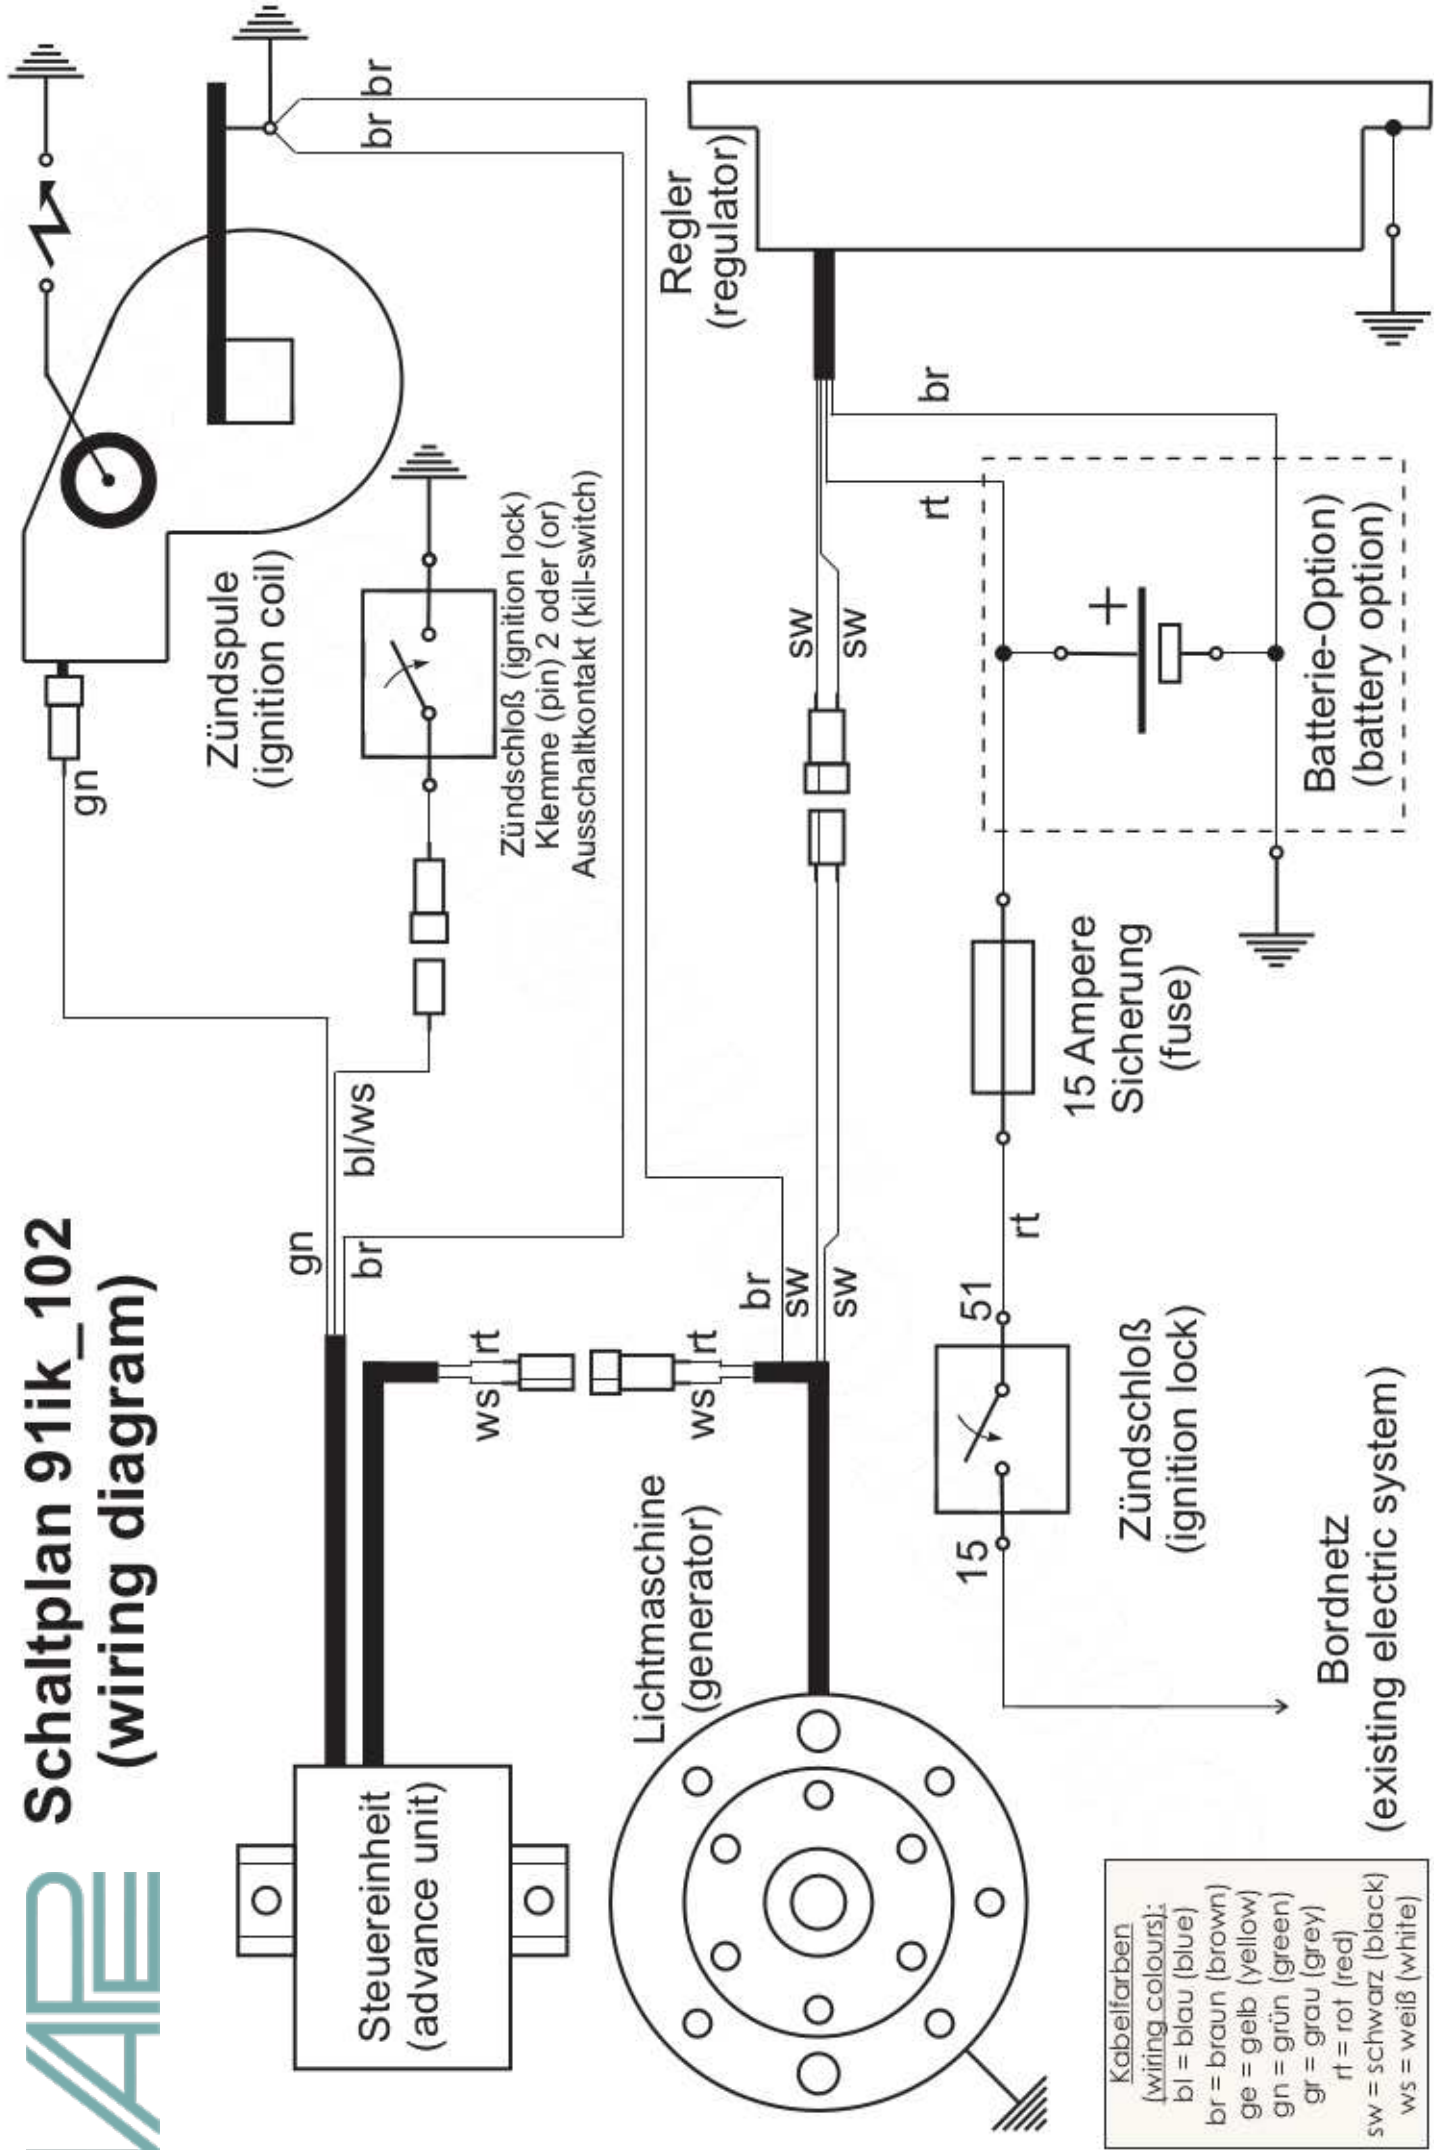 VAPE
Schaltplan 91ik_102
(wiring diagram)
Steuereinheit
(advance unit)
gn
bl/ws
br
ws
rt
ws
rt
gn
Zündspule
(ignition coil)
br
br
Zündschloß (ignition lock)
Klemme (pin) 2 oder (or)
Ausschaltkontakt (kill-switch)
Lichtmaschine
(generator)
br
sw
sw
sw
sw
Regler
(regulator)
br
rt
15
51
rt
Zündschloß
(ignition lock)
15 Ampere
Sicherung
(fuse)
+
Batterie-Option)
(battery option)
Bordnetz
(existing electric system)
Kabelfarben
(wiring colours):
bl = blau (blue)
br = braun (brown)
ge = gelb (yellow)
gn = grün (green)
gr = grau (grey)
rt = rot (red)
sw = schwarz (black)
ws = weiß (white)